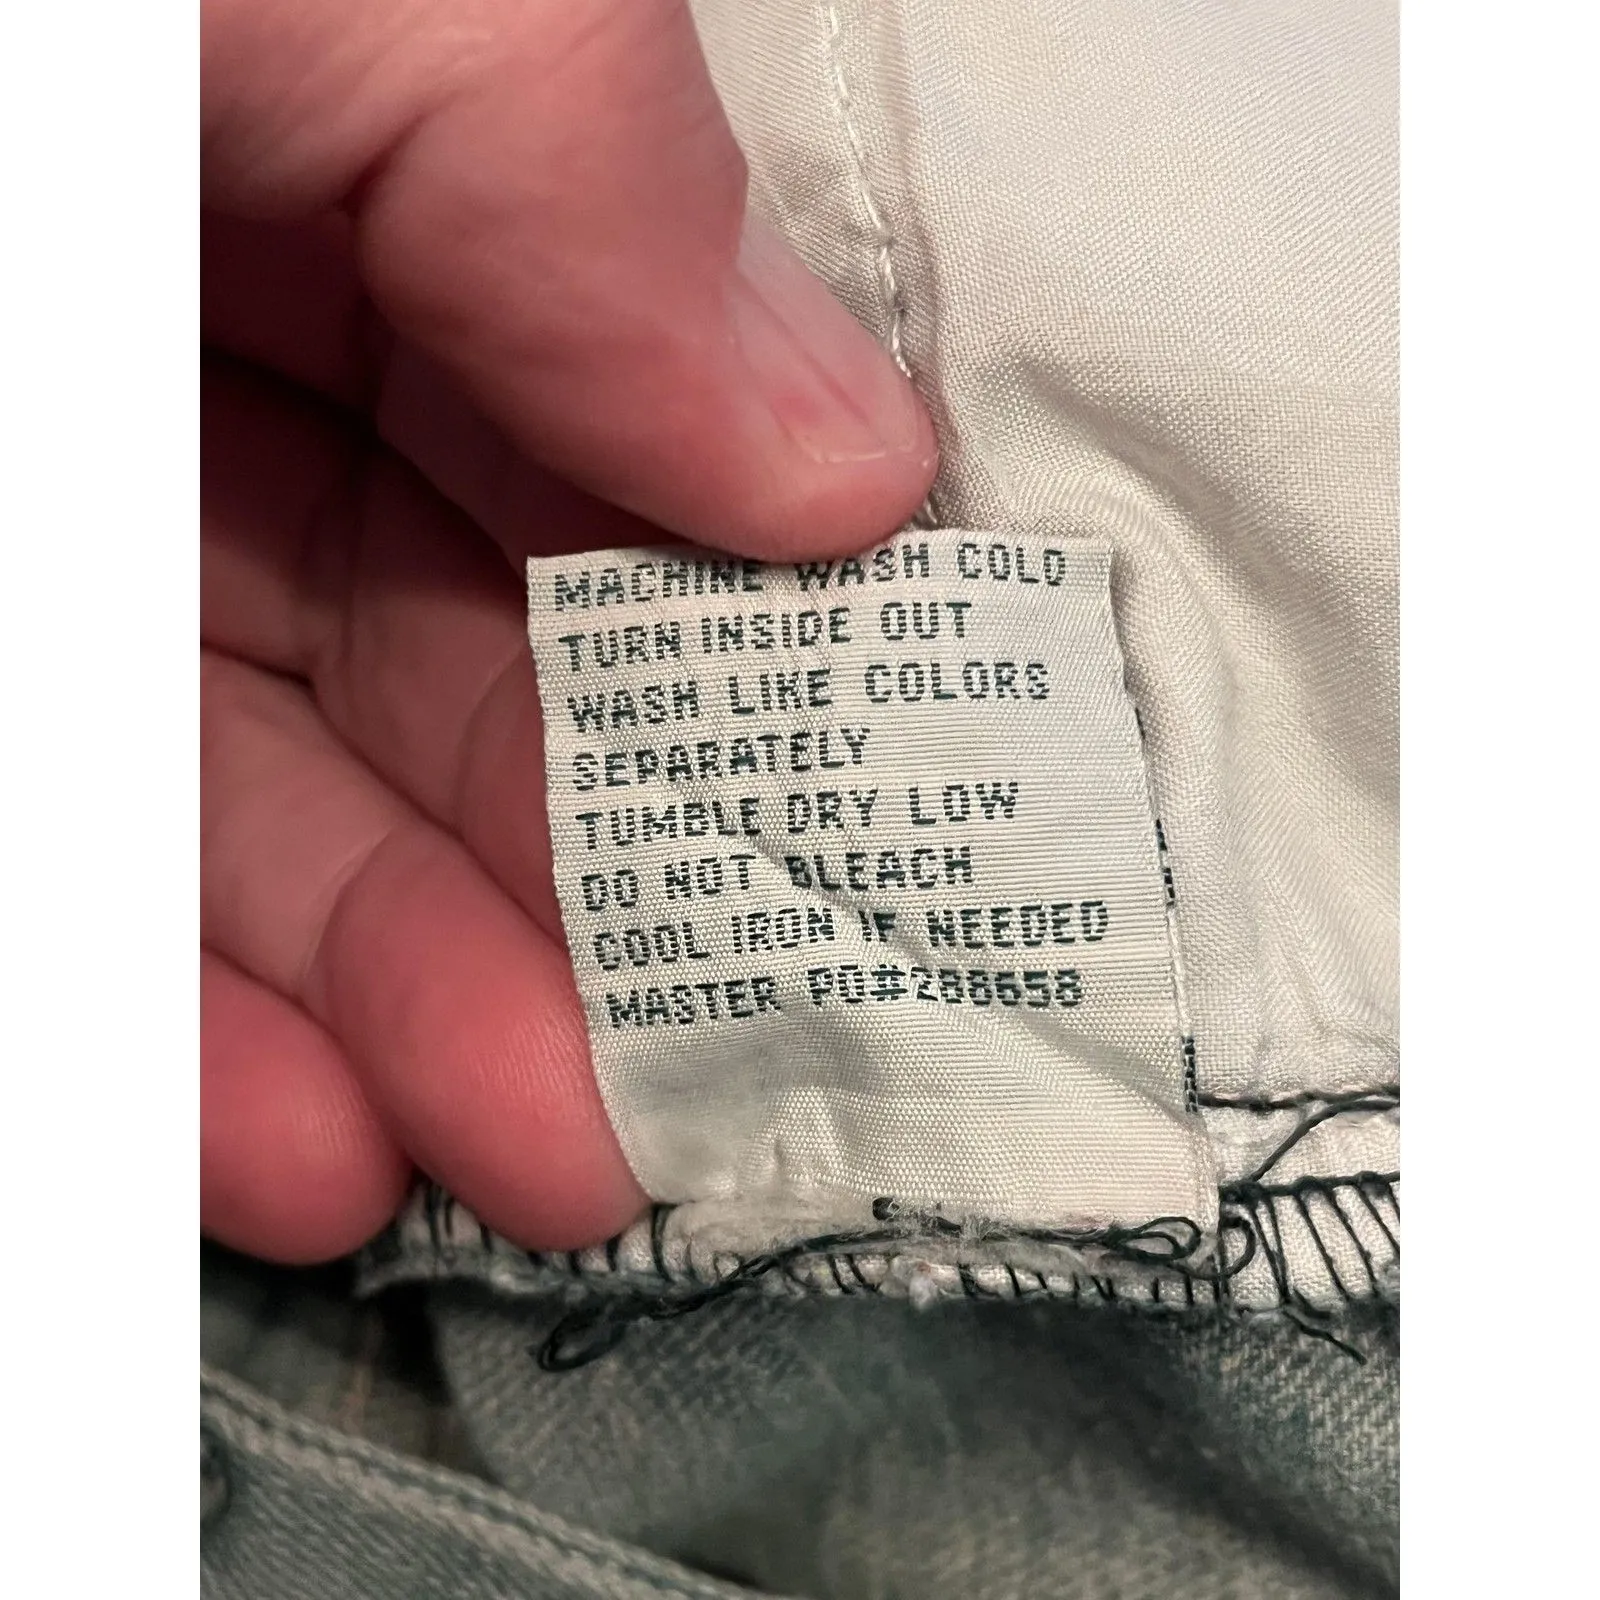 MACHINE WASH COLD
TURN INSIDE OUT
WASH LIKE COLORS
SEPARATELY
TUMBLE DRY LOW
DO NOT BLEACH
COOL IRON IF NEEDED
MASTER PO#288658